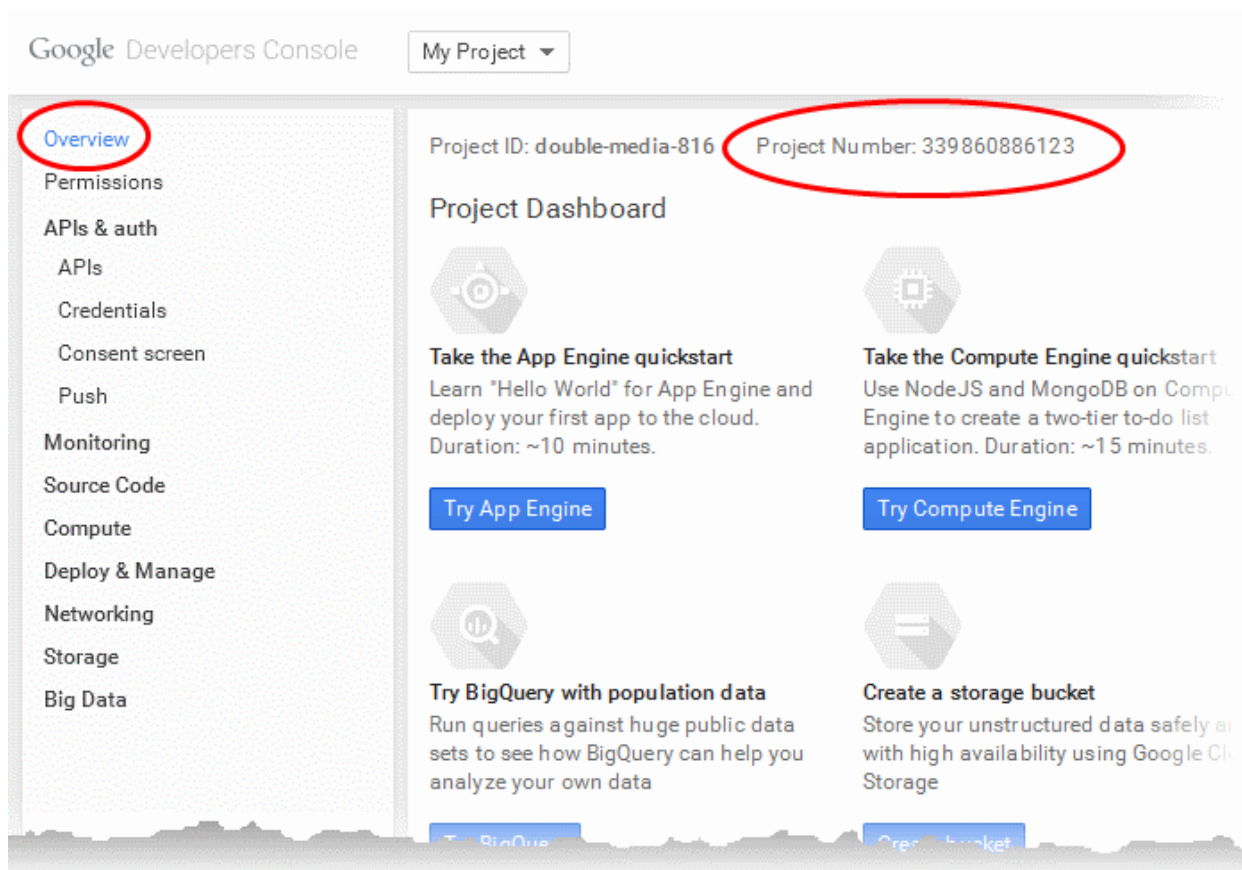 Google Developers Console
My Project
Overview
Permissions
APIs & auth
APIs
Credentials
Consent screen
Push
Monitoring
Source Code
Compute
Deploy & Manage
Networking
Storage
Big Data
Project ID: double-media-816 Project Number: 339860886123
Project Dashboard
Take the App Engine quickstart
Learn "Hello World" for App Engine and
deploy your first app to the cloud.
Duration: ~10 minutes.
Try App Engine
Take the Compute Engine quickstart
Use NodeJS and MongoDB on
Engine to create a two-tier to-do list
application. Duration: ~15 minutes.
Try Compute Engine
Try BigQuery with population data
Run queries against huge public data
sets to see how BigQuery can help you
analyze your own data
Try
Create a storage bucket
Store your unstructured data safely
with high availability using Google
Storage